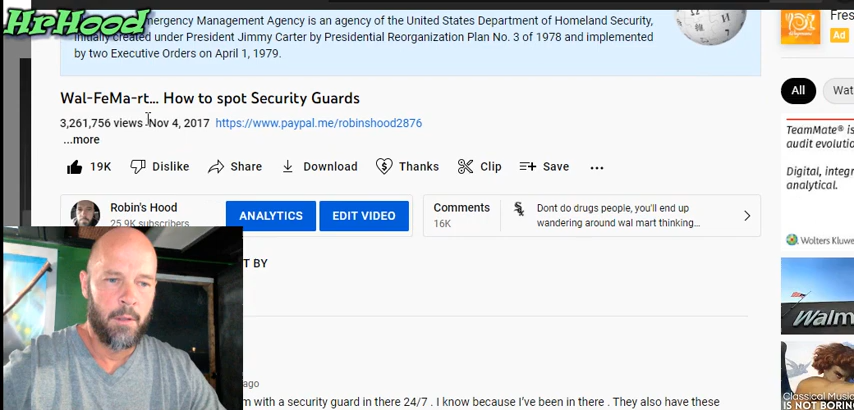 HrHood
mergency Management Agency is an agency of the United States Department of Homeland Security,
initially created under President Jimmy Carter by Presidential Reorganization Plan No. 3 of 1978 and implemented
by two Executive Orders on April 1, 1979.
Wal-FeMa-rt... How to spot Security Guards
3,261,756 views Nov 4, 2017 https://www.paypal.me/robinshood2876
...more
19K Dislike Share Download Thanks Clip Save
Robin's Hood
25.9K subscribers
ANALYTICS
EDIT VIDEO
Comments
16K
Dont do drugs people, you'll end up
wandering around wal mart thinking...
T BY
ago
m with a security guard in there 24/7 . I know because I've been in there . They also have these
Fres
Ad
All
Wat
TeamMate® is
audit evolutio
Digital, integr
analytical.
Wolters Kluwe
Walm
Classical Music
IS NOT BORIN